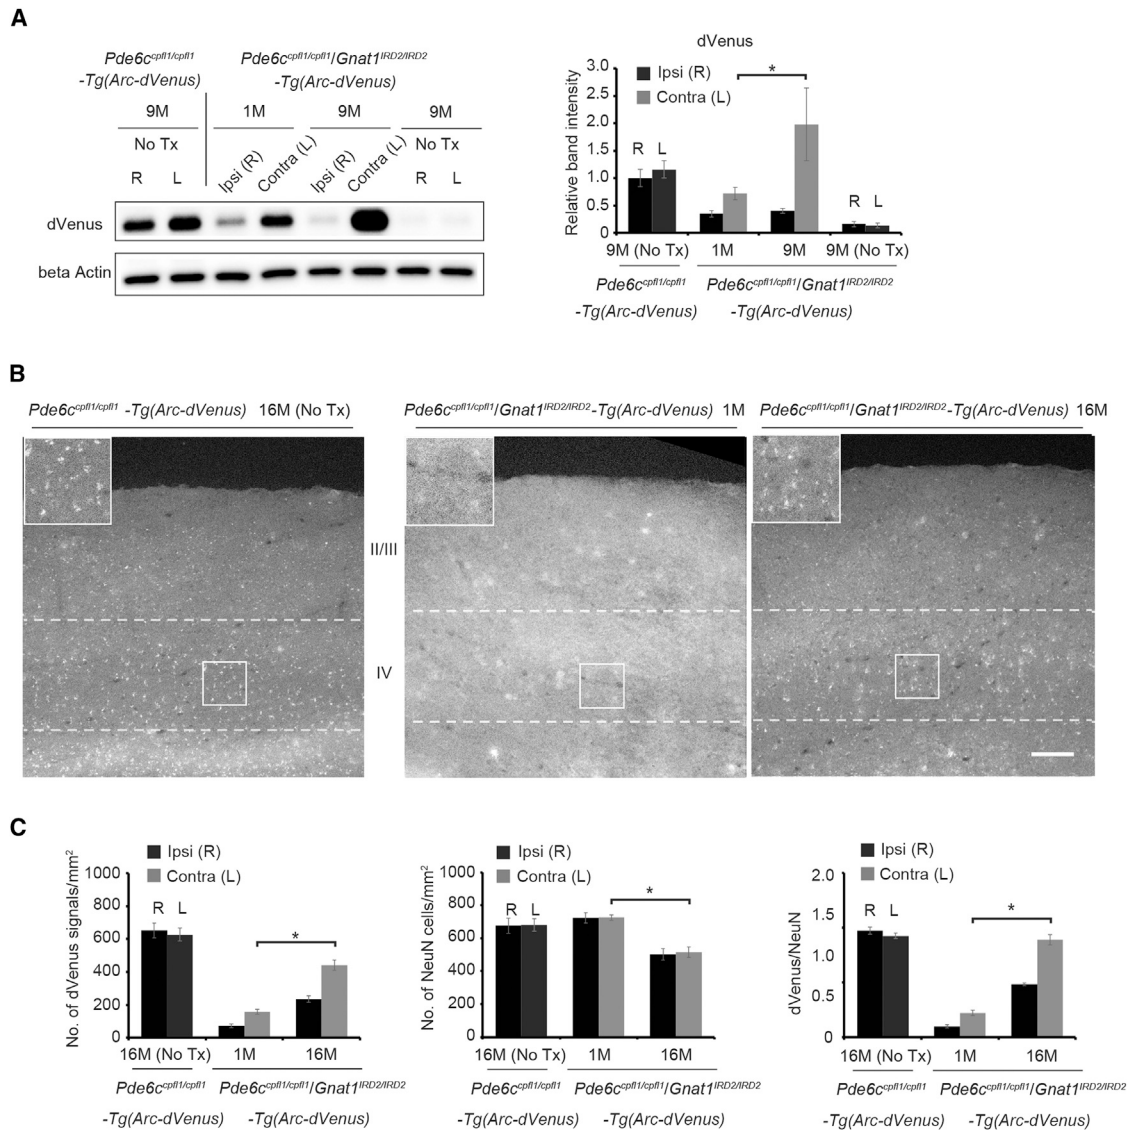 A
Pde6c^cpfl1/cpfl1
-Tg(Arc-dVenus)
Pde6c^cpfl1/cpfl1/Gnat1^IRD2/IRD2
-Tg(Arc-dVenus)
9M
1M
9M
9M
No Tx
No Tx
R
L
Ipsi (R)
Contra (L)
Ipsi (R)
Contra (L)
R
L
dVenus
beta Actin
dVenus
Relative band intensity
3.0
2.5
2.0
1.5
1.0
0.5
0
Ipsi (R)
Contra (L)
*
R L
R L
9M (No Tx) 1M 9M 9M (No Tx)
Pde6c^cpfl1/cpfl1
-Tg(Arc-dVenus)
Pde6c^cpfl1/cpfl1/Gnat1^IRD2/IRD2
-Tg(Arc-dVenus)
B
Pde6c^cpfl1/cpfl1 -Tg(Arc-dVenus) 16M (No Tx)
Pde6c^cpfl1/cpfl1/Gnat1^IRD2/IRD2-Tg(Arc-dVenus) 1M
Pde6c^cpfl1/cpfl1/Gnat1^IRD2/IRD2-Tg(Arc-dVenus) 16M
II/III
IV
C
No. of dVenus signals/mm²
1000
800
600
400
200
0
Ipsi (R)
Contra (L)
R L
*
16M (No Tx) 1M 16M
Pde6c^cpfl1/cpfl1
-Tg(Arc-dVenus)
Pde6c^cpfl1/cpfl1/Gnat1^IRD2/IRD2
-Tg(Arc-dVenus)
No. of NeuN cells/mm²
1000
800
600
400
200
0
Ipsi (R)
Contra (L)
R L
*
16M (No Tx) 1M 16M
Pde6c^cpfl1/cpfl1
-Tg(Arc-dVenus)
Pde6c^cpfl1/cpfl1/Gnat1^IRD2/IRD2
-Tg(Arc-dVenus)
dVenus/NeuN
2.0
1.5
1.0
0.5
0
Ipsi (R)
Contra (L)
R L
*
16M (No Tx) 1M 16M
Pde6c^cpfl1/cpfl1
-Tg(Arc-dVenus)
Pde6c^cpfl1/cpfl1/Gnat1^IRD2/IRD2
-Tg(Arc-dVenus)